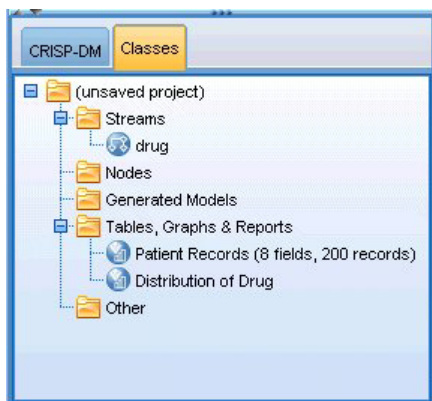 CRISP-DM Classes
(unsaved project)
Streams
drug
Nodes
Generated Models
Tables, Graphs & Reports
Patient Records (8 fields, 200 records)
Distribution of Drug
Other